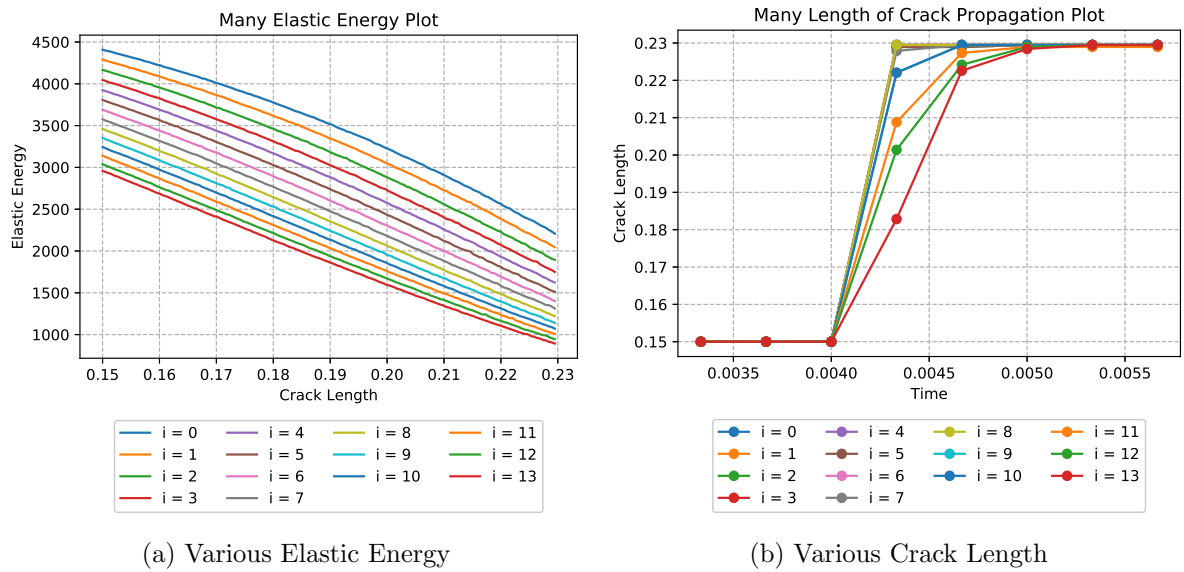 Many Elastic Energy Plot
Elastic Energy
4500
4000
3500
3000
2500
2000
1500
1000
0.15 0.16 0.17 0.18 0.19 0.20 0.21 0.22 0.23
Crack Length
i = 0 i = 4 i = 8 i = 11
i = 1 i = 5 i = 9 i = 12
i = 2 i = 6 i = 10 i = 13
i = 3 i = 7
(a) Various Elastic Energy
Many Length of Crack Propagation Plot
Crack Length
0.23
0.22
0.21
0.20
0.19
0.18
0.17
0.16
0.15
0.0035 0.0040 0.0045 0.0050 0.0055
Time
i = 0 i = 4 i = 8 i = 11
i = 1 i = 5 i = 9 i = 12
i = 2 i = 6 i = 10 i = 13
i = 3 i = 7
(b) Various Crack Length